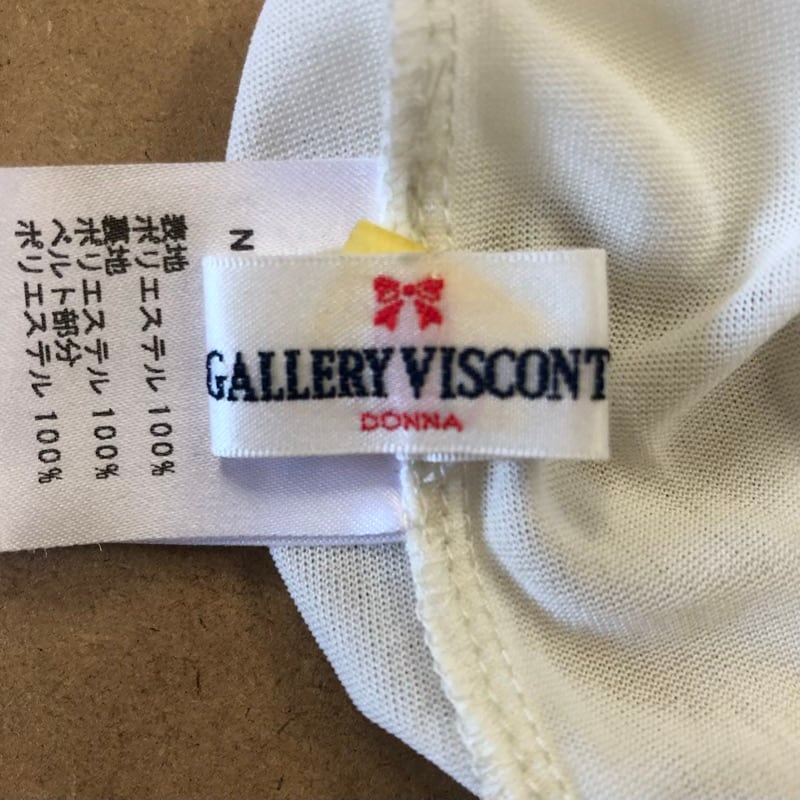 GALLERY VISCONT
DONNA
N
表地
ポリエステル 100%
裏地
ポリエステル 100%
ベルト部分
ポリエステル 100%